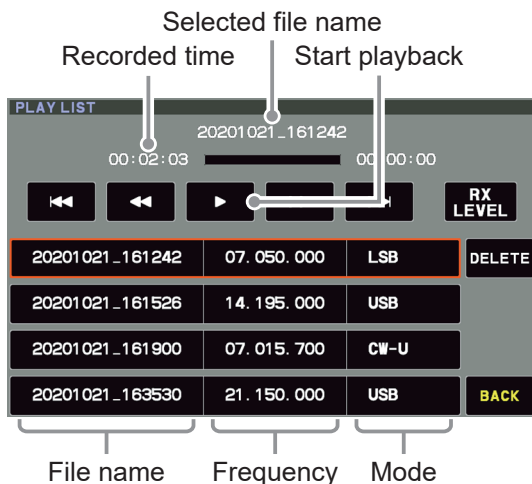 Selected file name
Recorded time Start playback
PLAY LIST
20201021_161242
00:02:03 00:00:00
RX LEVEL
20201021_161242 07.050.000 LSB DELETE
20201021_161526 14.195.000 USB
20201021_161900 07.015.700 CW-U
20201021_163530 21.150.000 USB BACK
File name Frequency Mode